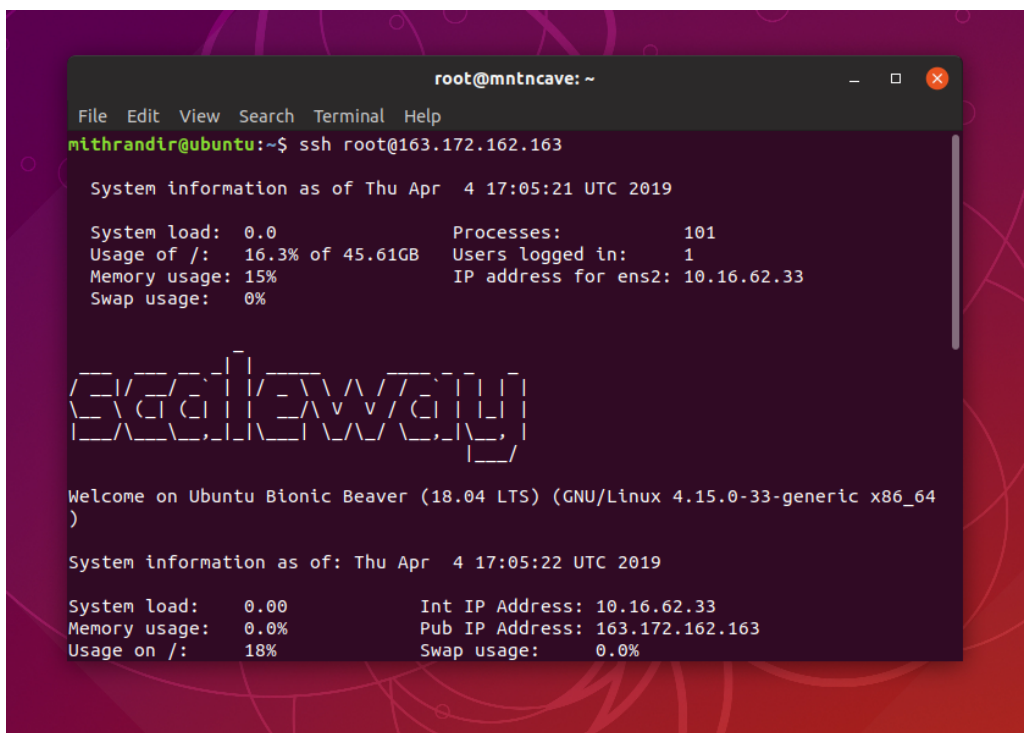 root@mntncave: ~
File Edit View Search Terminal Help
mithrandir@ubuntu:~$ ssh root@163.172.162.163
System information as of Thu Apr  4 17:05:21 UTC 2019
System load:  0.0 Processes: 101
Usage of /:   16.3% of 45.61GB Users logged in: 1
Memory usage: 15% IP address for ens2: 10.16.62.33
Swap usage:   0%
scaleway
Welcome on Ubuntu Bionic Beaver (18.04 LTS) (GNU/Linux 4.15.0-33-generic x86_64
)
System information as of: Thu Apr  4 17:05:22 UTC 2019
System load:    0.00 Int IP Address: 10.16.62.33
Memory usage:   0.0% Pub IP Address: 163.172.162.163
Usage on /:     18% Swap usage:     0.0%